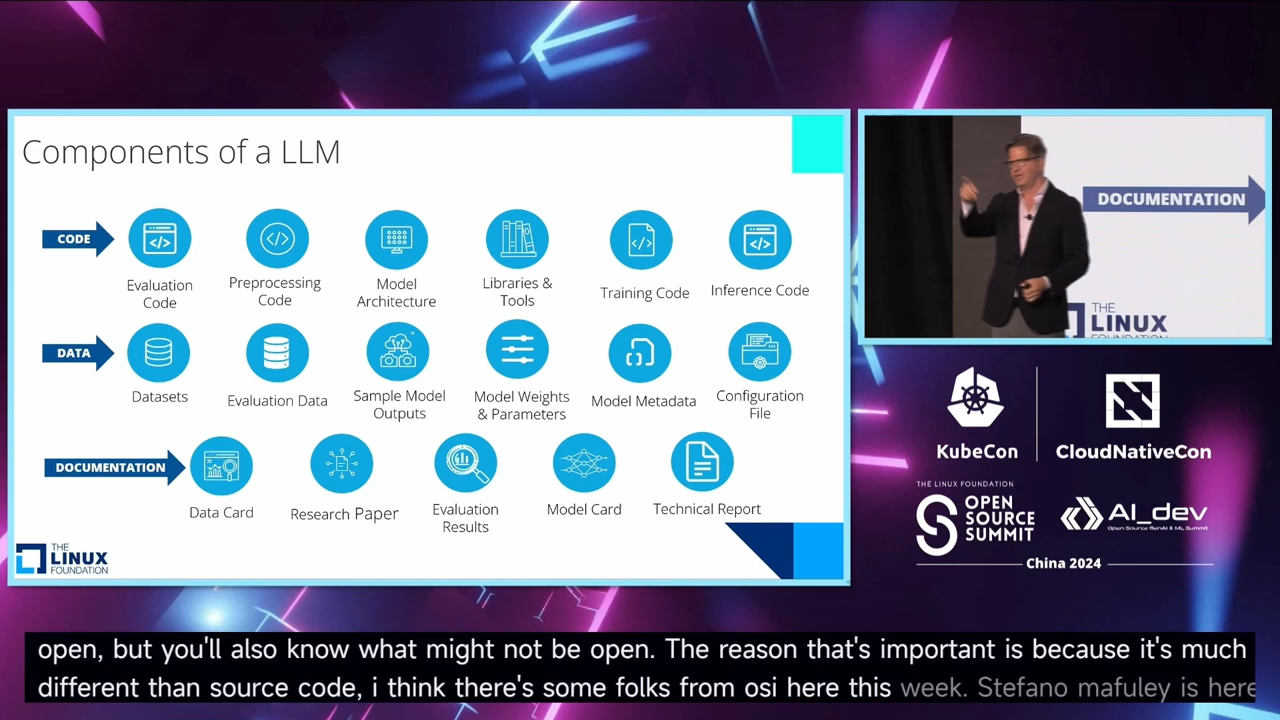 Components of a LLM
CODE
Evaluation
Code
Preprocessing
Code
Model
Architecture
Libraries &
Tools
Training Code
Inference Code
DATA
Datasets
Evaluation Data
Sample Model
Outputs
Model Weights
& Parameters
Model Metadata
Configuration
File
DOCUMENTATION
Data Card
Research Paper
Evaluation
Results
Model Card
Technical Report
THE
LINUX
FOUNDATION
DOCUMENTATION
THE
LINUX
FOUNDATION
KubeCon
CloudNativeCon
THE LINUX FOUNDATION
OPEN
SOURCE
SUMMIT
AI_dev
Open Source GenAI & ML Summit
China 2024
open, but you'll also know what might not be open. The reason that's important is because it's much
different than source code, i think there's some folks from osi here this week. Stefano mafuley is here